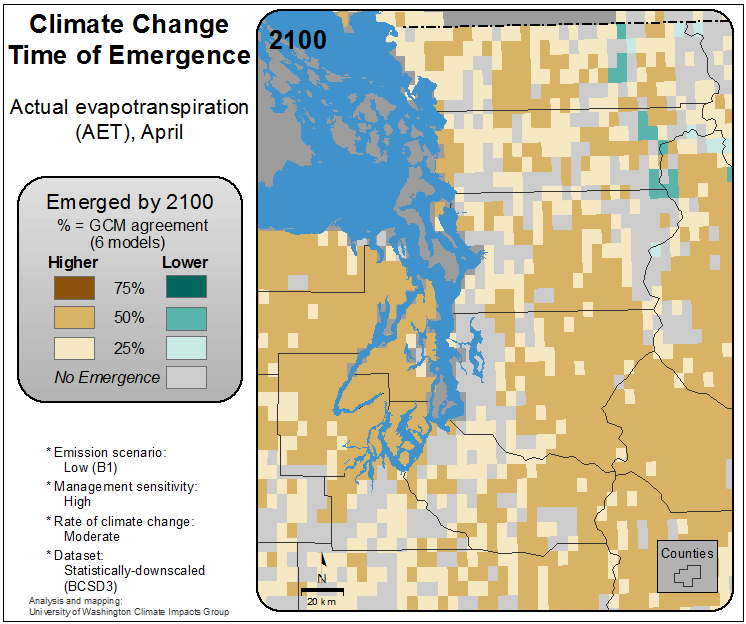 Climate Change
Time of Emergence
Actual evapotranspiration
(AET), April
Emerged by 2100
% = GCM agreement
(6 models)
Higher Lower
75%
50%
25%
No Emergence
* Emission scenario:
Low (B1)
* Management sensitivity:
High
* Rate of climate change:
Moderate
* Dataset:
Statistically-downscaled
(BCSD3)
Analysis and mapping:
University of Washington Climate Impacts Group
2100
N
20 km
Counties